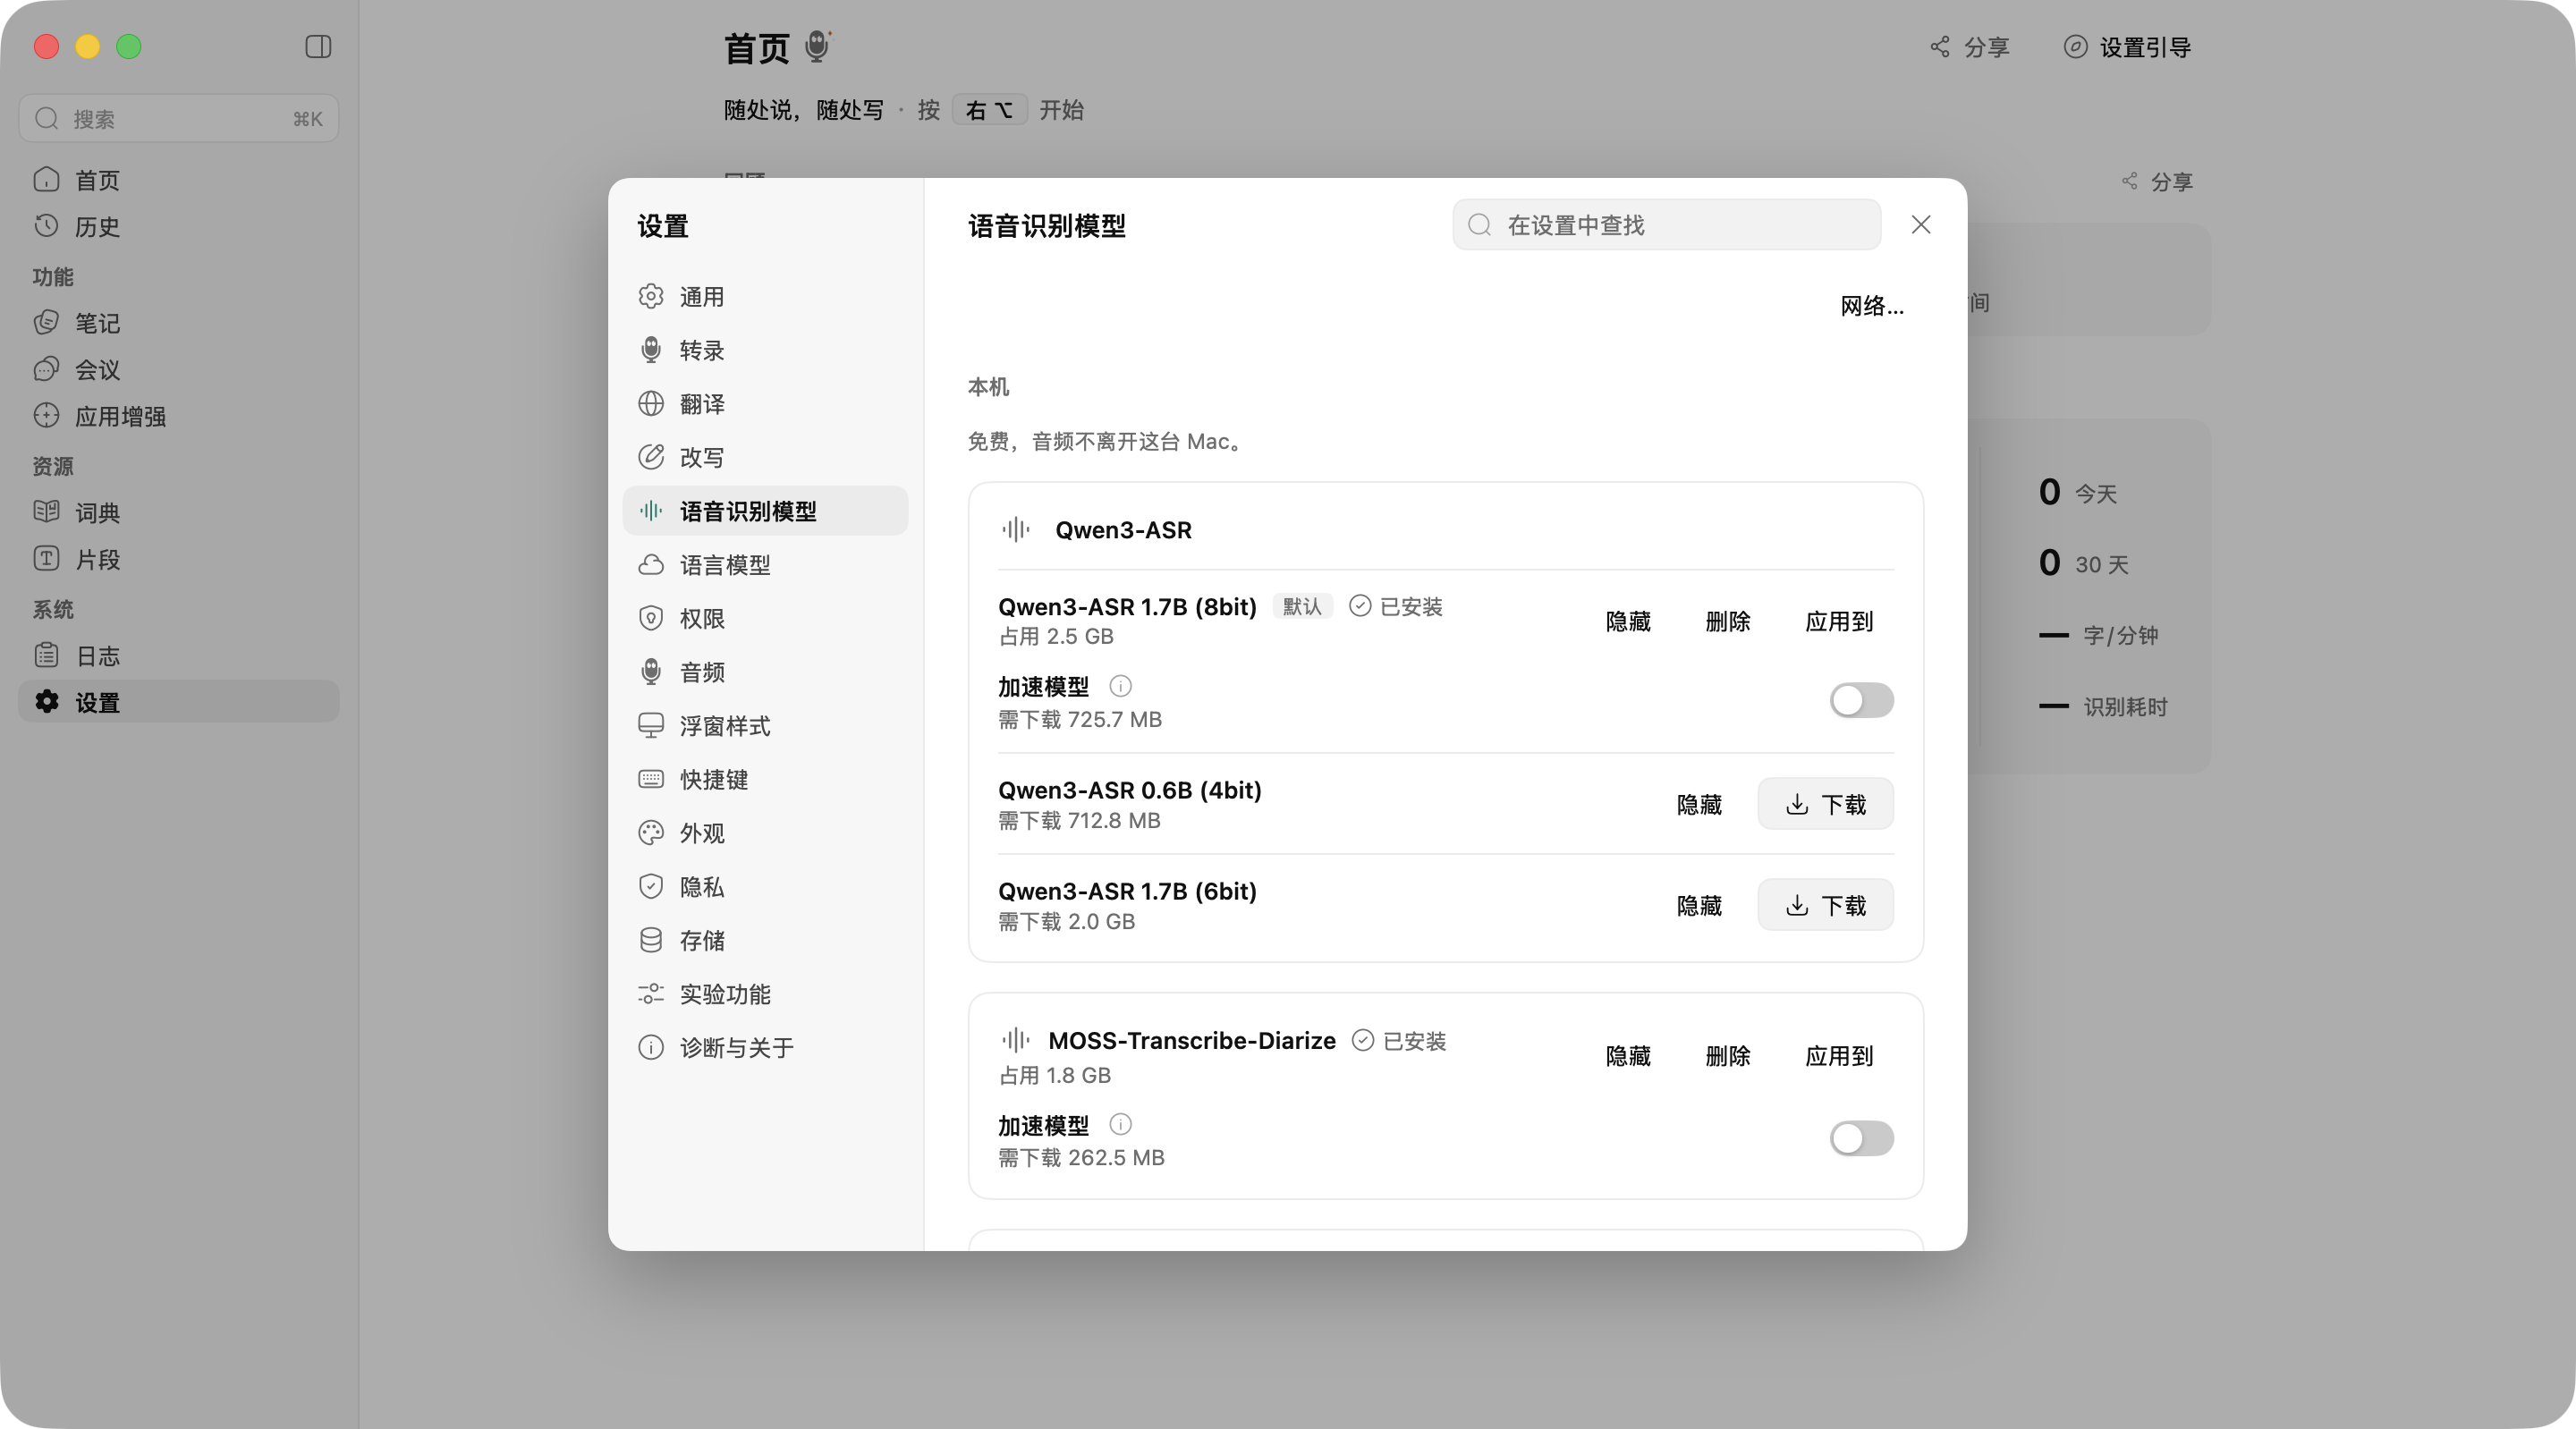 搜索 ⌘K
首页
历史
功能
笔记
会议
应用增强
资源
词典
片段
系统
日志
设置
首页
分享
设置引导
随处说，随处写 · 按 右 ⌥ 开始
分享
间
0 今天
0 30 天
— 字/分钟
— 识别耗时
设置
通用
转录
翻译
改写
语音识别模型
语言模型
权限
音频
浮窗样式
快捷键
外观
隐私
存储
实验功能
诊断与关于
语音识别模型
在设置中查找
网络...
本机
免费，音频不离开这台 Mac。
Qwen3-ASR
Qwen3-ASR 1.7B (8bit) 默认 已安装
占用 2.5 GB
隐藏 删除 应用到
加速模型
需下载 725.7 MB
Qwen3-ASR 0.6B (4bit)
需下载 712.8 MB
隐藏 下载
Qwen3-ASR 1.7B (6bit)
需下载 2.0 GB
隐藏 下载
MOSS-Transcribe-Diarize 已安装
占用 1.8 GB
隐藏 删除 应用到
加速模型
需下载 262.5 MB